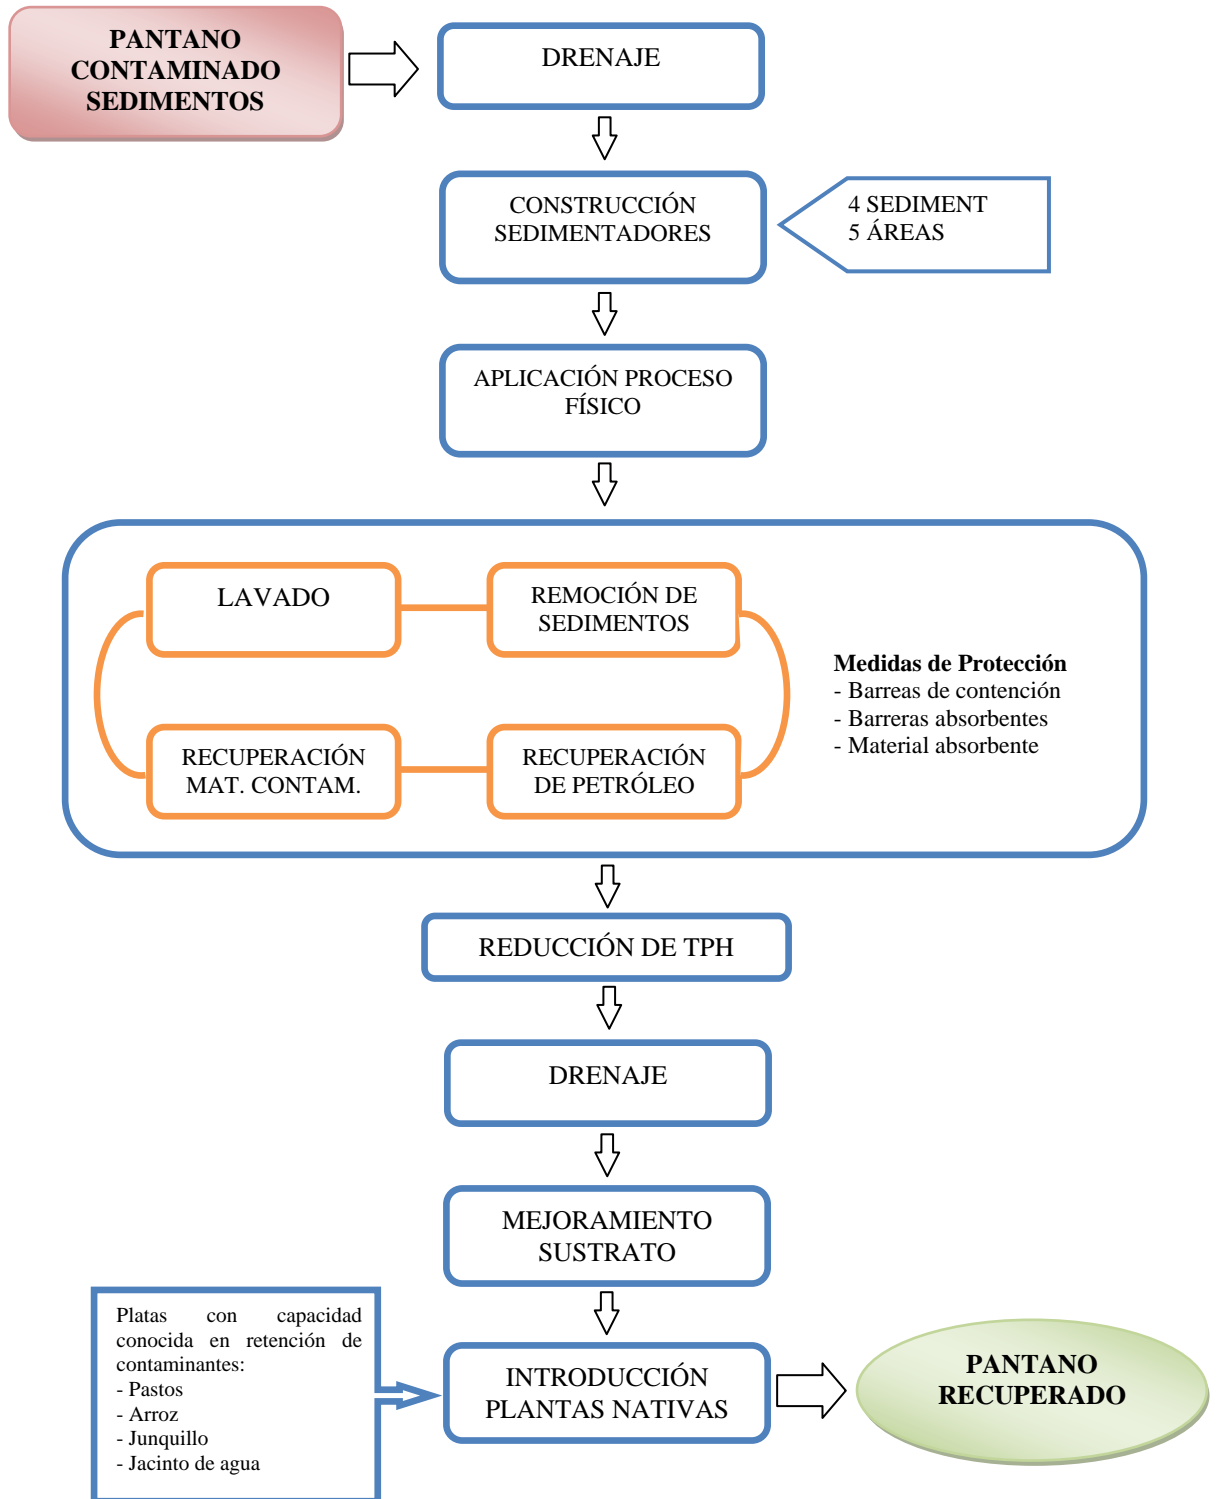 PANTANO
CONTAMINADO
SEDIMENTOS
DRENAJE
CONSTRUCCIÓN
SEDIMENTADORES
4 SEDIMENT
5 ÁREAS
APLICACIÓN PROCESO
FÍSICO
LAVADO
REMOCIÓN DE
SEDIMENTOS
RECUPERACIÓN
MAT. CONTAM.
RECUPERACIÓN
DE PETRÓLEO
Medidas de Protección
- Barreas de contención
- Barreras absorbentes
- Material absorbente
REDUCCIÓN DE TPH
DRENAJE
MEJORAMIENTO
SUSTRATO
Platas con capacidad
conocida en retención de
contaminantes:
- Pastos
- Arroz
- Junquillo
- Jacinto de agua
INTRODUCCIÓN
PLANTAS NATIVAS
PANTANO
RECUPERADO